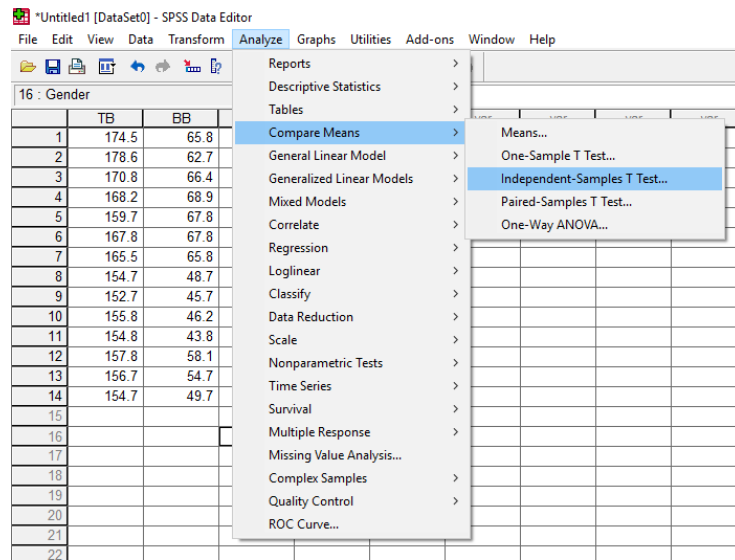 *Untitled1 [DataSet0] - SPSS Data Editor
File Edit View Data Transform Analyze Graphs Utilities Add-ons Window Help
16 : Gender
TB BB var var var var
1 174.5 65.8
2 178.6 62.7
3 170.8 66.4
4 168.2 68.9
5 159.7 67.8
6 167.8 67.8
7 165.5 65.8
8 154.7 48.7
9 152.7 45.7
10 155.8 46.2
11 154.8 43.8
12 157.8 58.1
13 156.7 54.7
14 154.7 49.7
15
16
17
18
19
20
21
22
Reports
Descriptive Statistics
Tables
Compare Means
General Linear Model
Generalized Linear Models
Mixed Models
Correlate
Regression
Loglinear
Classify
Data Reduction
Scale
Nonparametric Tests
Time Series
Survival
Multiple Response
Missing Value Analysis...
Complex Samples
Quality Control
ROC Curve...
Means...
One-Sample T Test...
Independent-Samples T Test...
Paired-Samples T Test...
One-Way ANOVA...